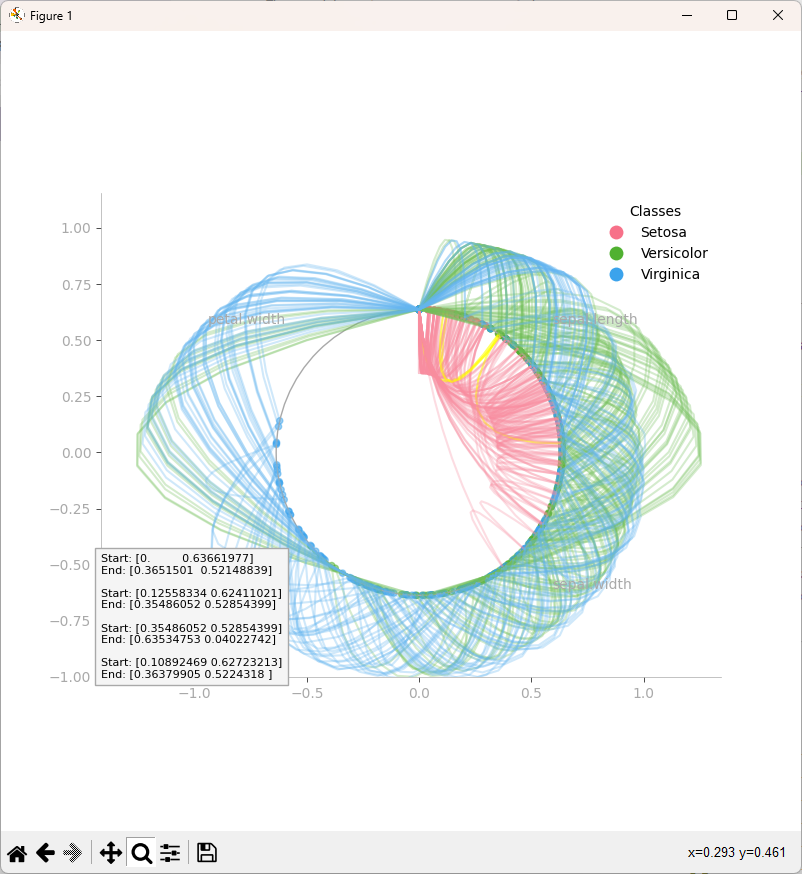 Figure 1
1.00
0.75
0.50
0.25
0.00
−0.25
−0.50
−0.75
−1.00
−1.0
−0.5
0.0
0.5
1.0
Classes
Setosa
Versicolor
Virginica
petal width
sepal length
sepal width
Start: [0. 0.63661977]
End: [0.3651501 0.52148839]
Start: [0.12558334 0.62411021]
End: [0.35486052 0.52854399]
Start: [0.35486052 0.52854399]
End: [0.63534753 0.04022742]
Start: [0.10892469 0.62723213]
End: [0.36379905 0.5224318 ]
x=0.293 y=0.461